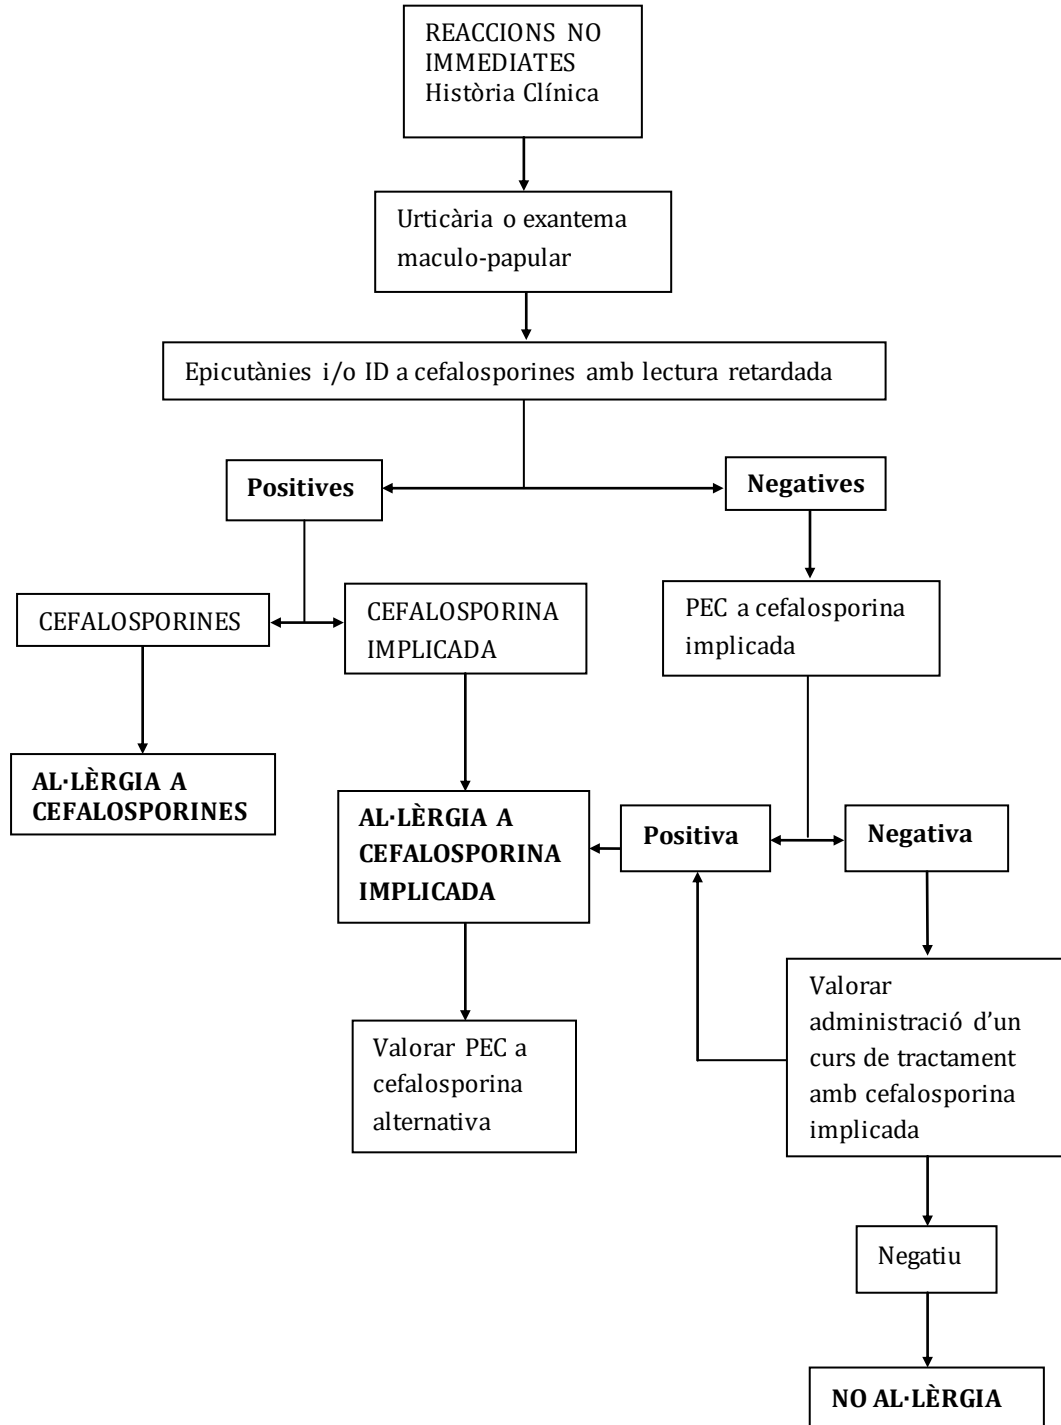 REACCIONS NO
IMMEDIATES
Història Clínica
Urticària o exantema
maculo-papular
Epicutànies i/o ID a cefalosporines amb lectura retardada
Positives
Negatives
CEFALOSPORINES
CEFALOSPORINA
IMPLICADA
PEC a cefalosporina
implicada
AL·LÈRGIA A
CEFALOSPORINES
AL·LÈRGIA A
CEFALOSPORINA
IMPLICADA
Positiva
Negativa
Valorar PEC a
cefalosporina
alternativa
Valorar
administració d’un
curs de tractament
amb cefalosporina
implicada
Negatiu
NO AL·LÈRGIA